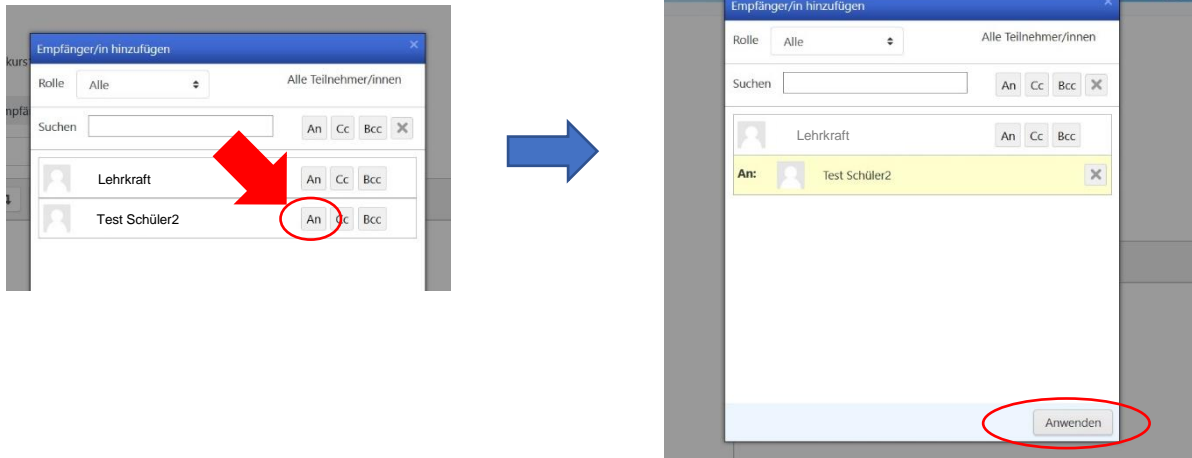 Empfänger/in hinzufügen ×
kurs
Rolle Alle Alle Teilnehmer/innen
mpfä
Suchen An Cc Bcc ×
Lehrkraft An Cc Bcc
Test Schüler2 An Cc Bcc
Empfänger/in hinzufügen ×
Rolle Alle Alle Teilnehmer/innen
Suchen An Cc Bcc ×
Lehrkraft An Cc Bcc
An: Test Schüler2 ×
Anwenden